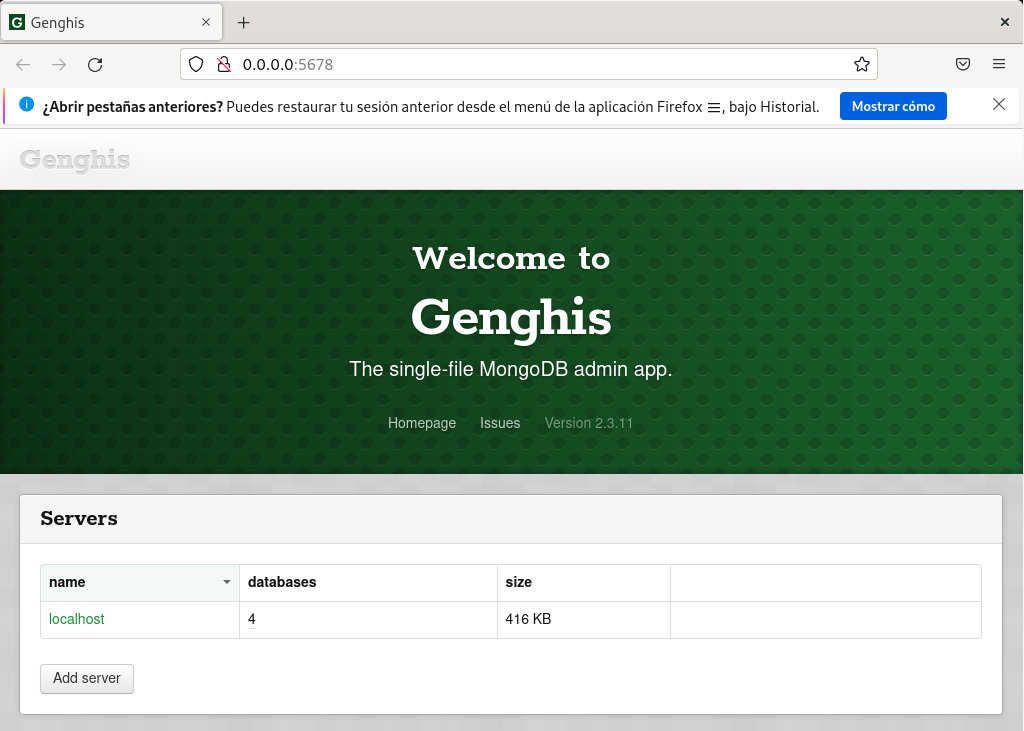 Genghis
0.0.0.0:5678
¿Abrir pestañas anteriores? Puedes restaurar tu sesión anterior desde el menú de la aplicación Firefox ☰, bajo Historial.
Mostrar cómo
Genghis
Welcome to
Genghis
The single-file MongoDB admin app.
Homepage Issues Version 2.3.11
Servers
name databases size
localhost 4 416 KB
Add server